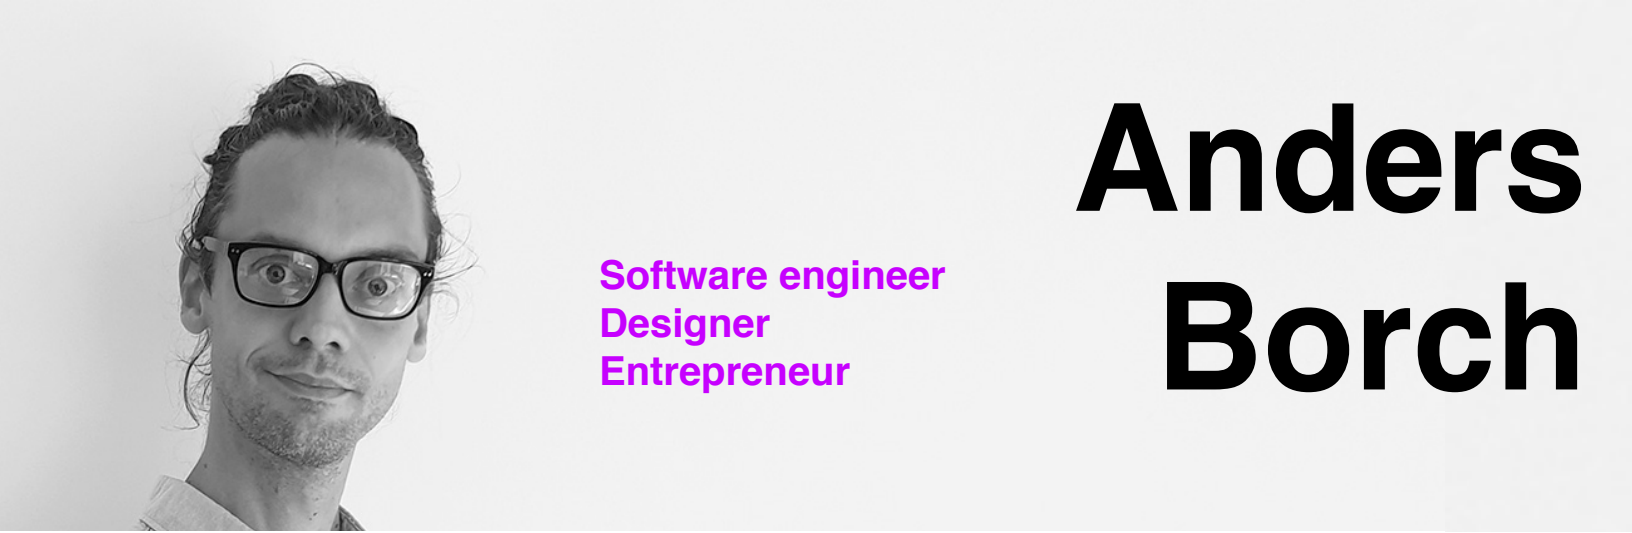 Software engineer
Designer
Entrepreneur
Anders
Borch